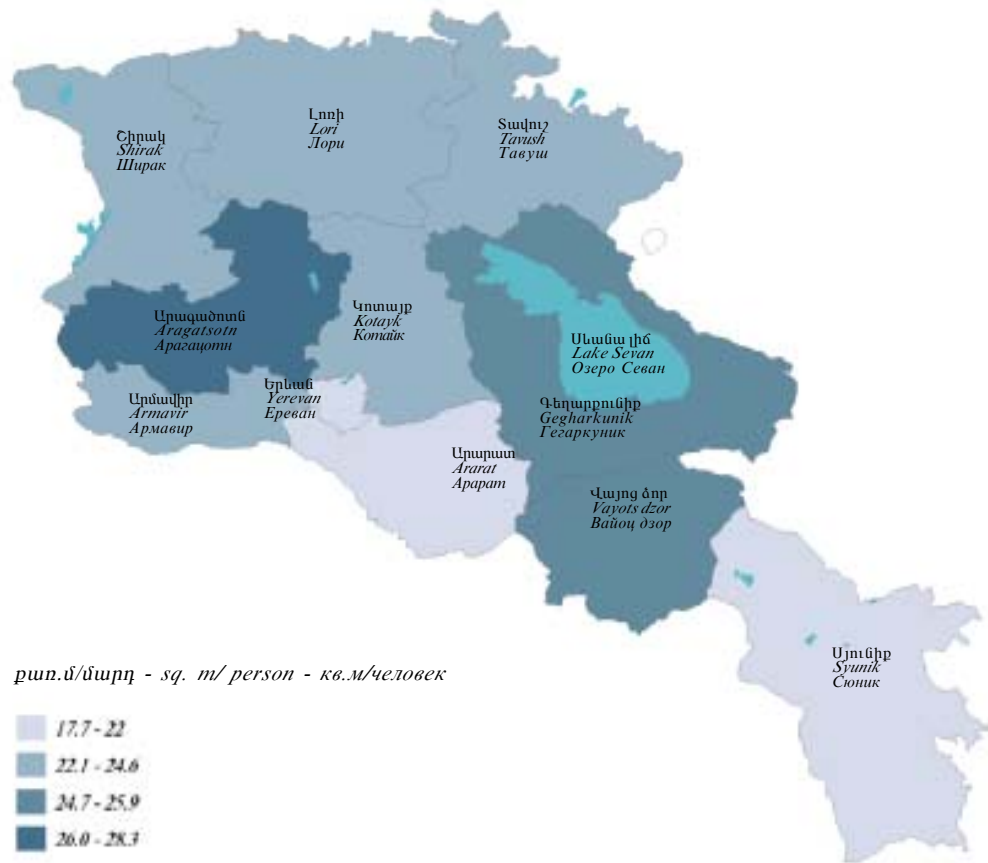 Լոռի
Lori
Лори
Տավուշ
Tavush
Тавуш
Շիրակ
Shirak
Ширак
Արագածոտն
Aragatsotn
Арагацотн
Կոտայք
Kotayk
Котайк
Սևանա լիճ
Lake Sevan
Озеро Севан
Արմավիր
Armavir
Армавир
Երևան
Yerevan
Ереван
Գեղարքունիք
Gegharkunik
Гегаркуник
Արարատ
Ararat
Арарат
Վայոց ձոր
Vayots dzor
Вайоц дзор
Սյունիք
Syunik
Сюник
քառ.մ/մարդ - sq. m/ person - кв.м/человек
17.7 - 22
22.1 - 24.6
24.7 - 25.9
26.0 - 28.3